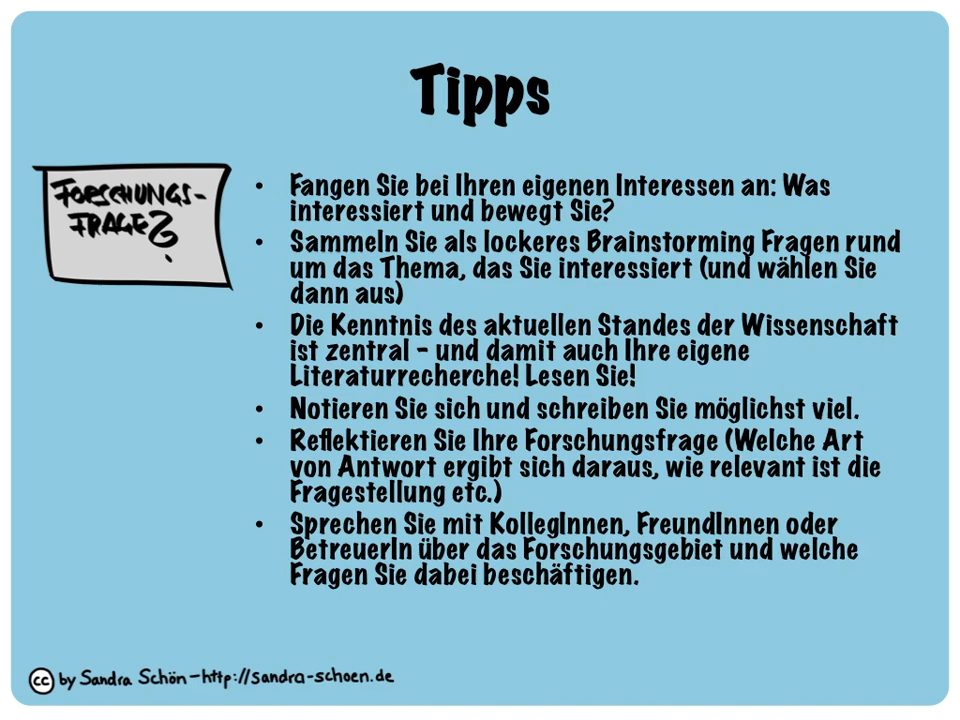 Tipps
FORSCHUNGS-
FRAGE?
• Fangen Sie bei Ihren eigenen Interessen an: Was
interessiert und bewegt Sie?
• Sammeln Sie als lockeres Brainstorming Fragen rund
um das Thema, das Sie interessiert (und wählen Sie
dann aus)
• Die Kenntnis des aktuellen Standes der Wissenschaft
ist zentral – und damit auch Ihre eigene
Literaturrecherche! Lesen Sie!
• Notieren Sie sich und schreiben Sie möglichst viel.
• Reflektieren Sie Ihre Forschungsfrage (Welche Art
von Antwort ergibt sich daraus, wie relevant ist die
Fragestellung etc.)
• Sprechen Sie mit KollegInnen, FreundInnen oder
BetreuerIn über das Forschungsgebiet und welche
Fragen Sie dabei beschäftigen.
cc by Sandra Schön – http://sandra-schoen.de